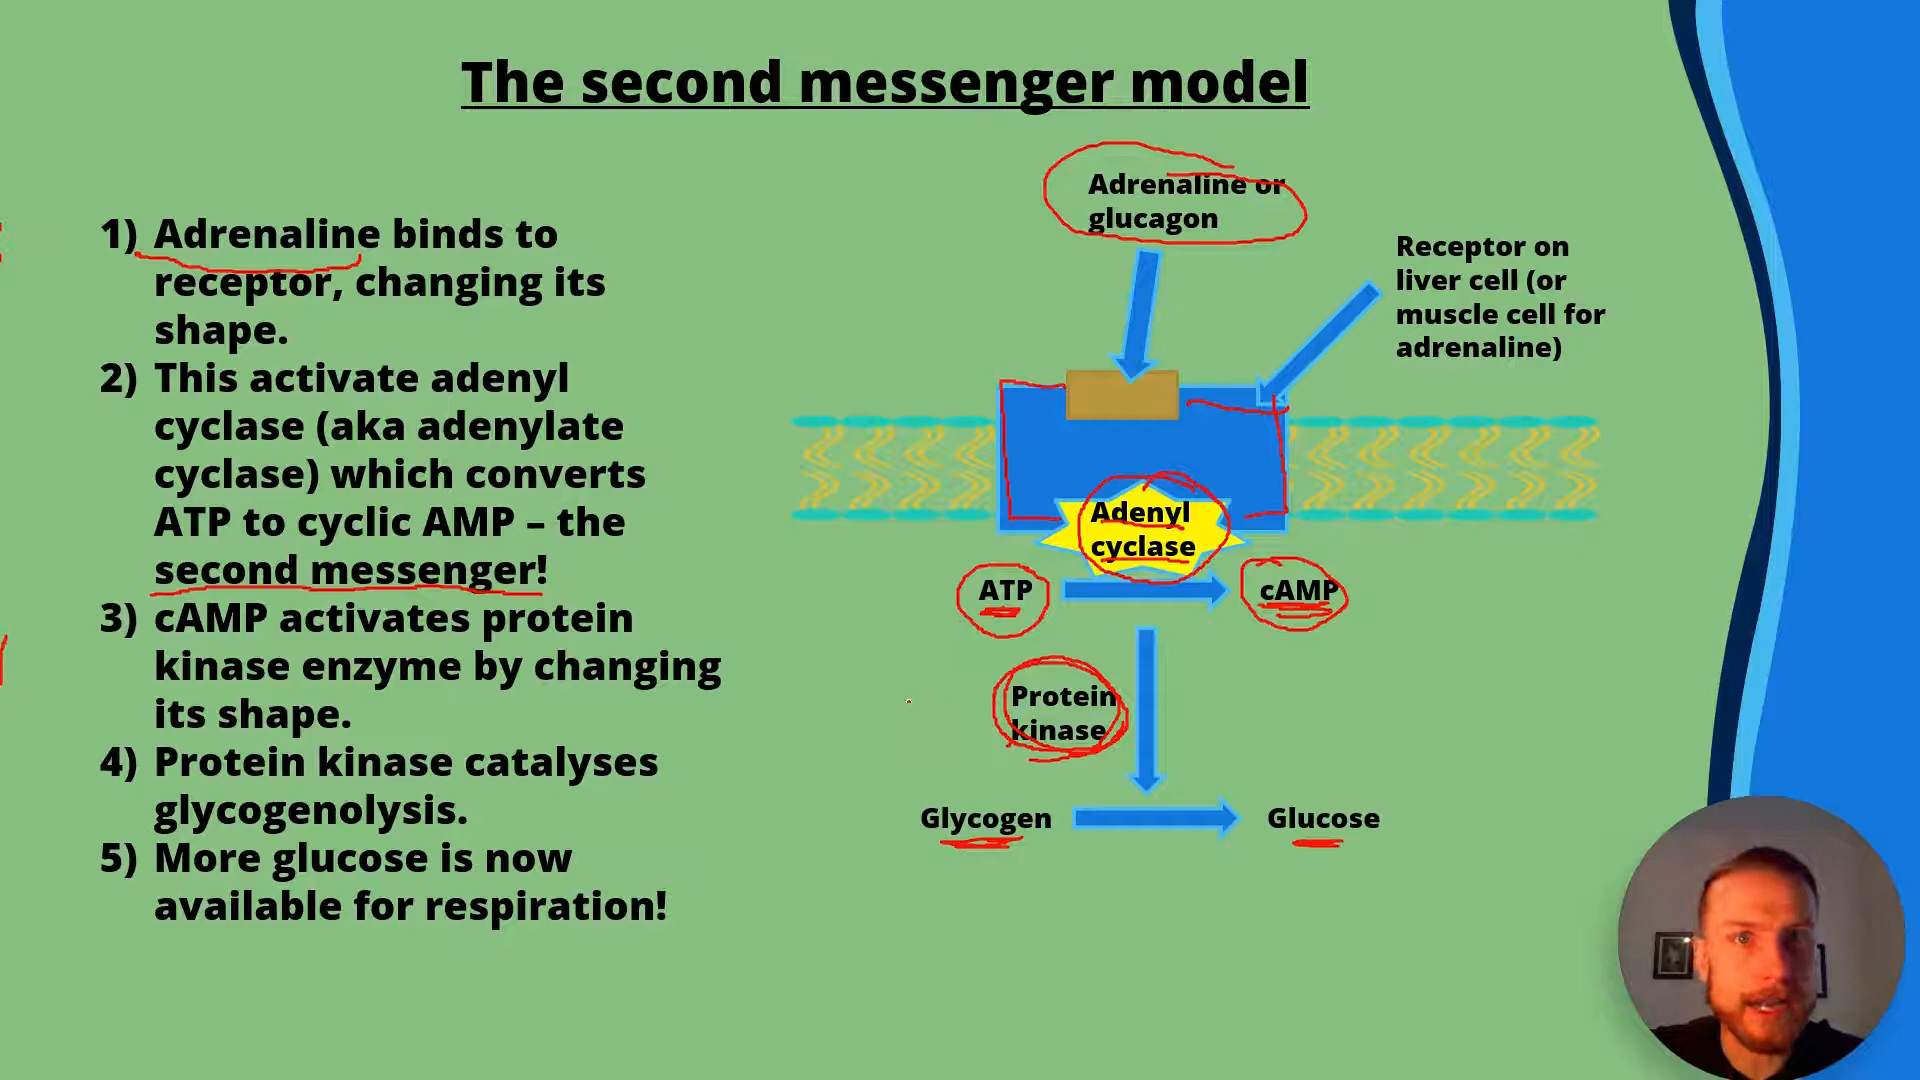 The second messenger model
1) Adrenaline binds to
receptor, changing its
shape.
2) This activate adenyl
cyclase (aka adenylate
cyclase) which converts
ATP to cyclic AMP – the
second messenger!
3) cAMP activates protein
kinase enzyme by changing
its shape.
4) Protein kinase catalyses
glycogenolysis.
5) More glucose is now
available for respiration!
Adrenaline or
glucagon
Receptor on
liver cell (or
muscle cell for
adrenaline)
Adenyl
cyclase
ATP
cAMP
Protein
kinase
Glycogen
Glucose